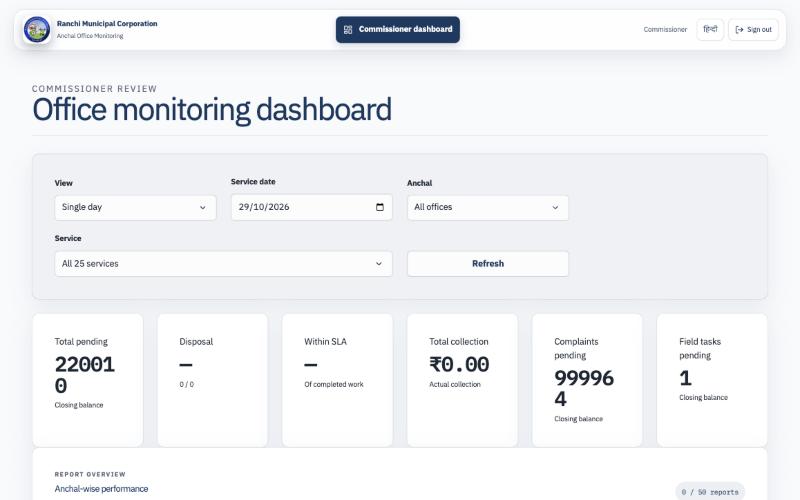 Ranchi Municipal Corporation
Anchal Office Monitoring
Commissioner dashboard
Commissioner
हिन्दी
Sign out
COMMISSIONER REVIEW
Office monitoring dashboard
View
Service date
Anchal
Single day
29/10/2026
All offices
Service
All 25 services
Refresh
Total pending
22001
0
Closing balance
Disposal
—
0 / 0
Within SLA
—
Of completed work
Total collection
₹0.00
Actual collection
Complaints
pending
99996
4
Closing balance
Field tasks
pending
1
Closing balance
REPORT OVERVIEW
Anchal-wise performance
0 / 50 reports